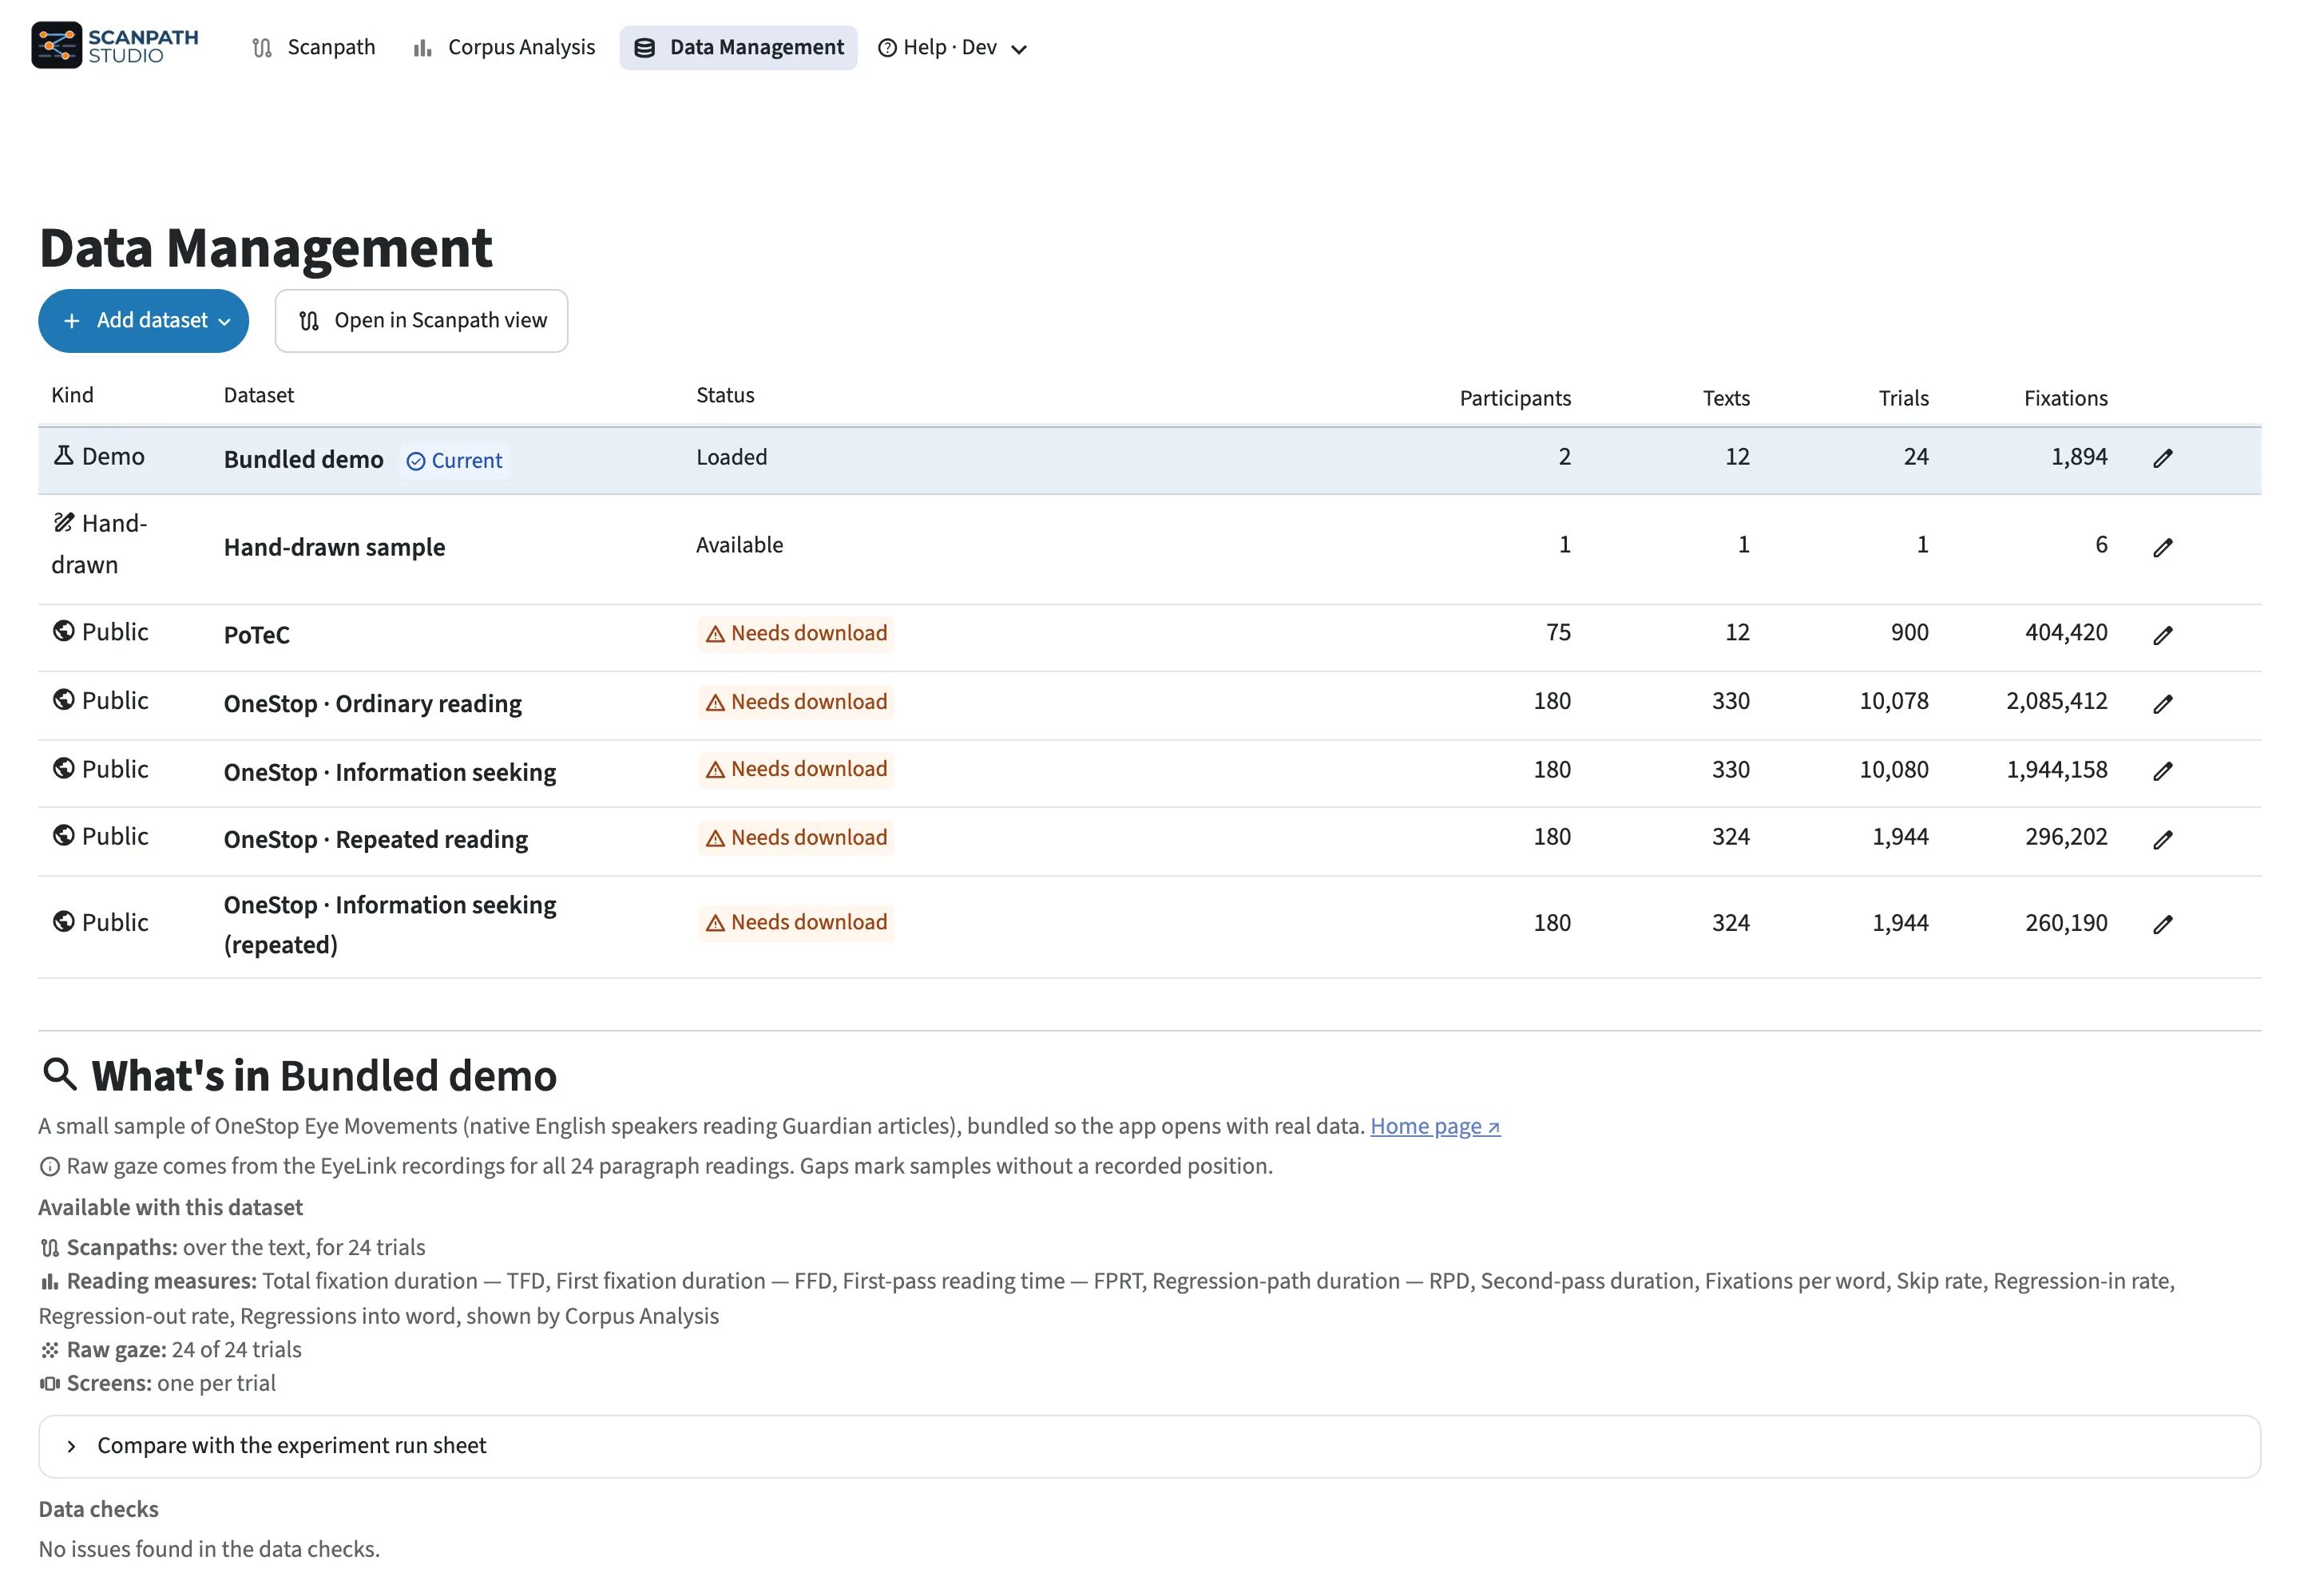 SCANPATH
STUDIO
Scanpath
Corpus Analysis
Data Management
Help · Dev
Data Management
Add dataset
Open in Scanpath view
Kind Dataset Status Participants Texts Trials Fixations
Demo Bundled demo Current Loaded 2 12 24 1,894
Hand-
drawn Hand-drawn sample Available 1 1 1 6
Public PoTeC Needs download 75 12 900 404,420
Public OneStop · Ordinary reading Needs download 180 330 10,078 2,085,412
Public OneStop · Information seeking Needs download 180 330 10,080 1,944,158
Public OneStop · Repeated reading Needs download 180 324 1,944 296,202
Public OneStop · Information seeking
(repeated) Needs download 180 324 1,944 260,190
What's in Bundled demo
A small sample of OneStop Eye Movements (native English speakers reading Guardian articles), bundled so the app opens with real data. Home page ↗
Raw gaze comes from the EyeLink recordings for all 24 paragraph readings. Gaps mark samples without a recorded position.
Available with this dataset
Scanpaths: over the text, for 24 trials
Reading measures: Total fixation duration — TFD, First fixation duration — FFD, First-pass reading time — FPRT, Regression-path duration — RPD, Second-pass duration, Fixations per word, Skip rate, Regression-in rate,
Regression-out rate, Regressions into word, shown by Corpus Analysis
Raw gaze: 24 of 24 trials
Screens: one per trial
Compare with the experiment run sheet
Data checks
No issues found in the data checks.